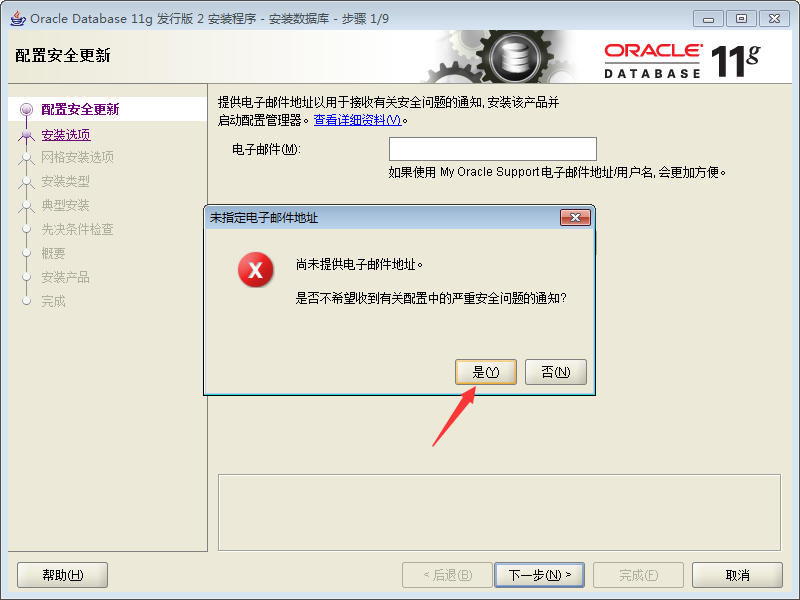 Oracle Database 11g 发行版 2 安装程序 - 安装数据库 - 步骤 1/9
配置安全更新
ORACLE®
DATABASE
11g
配置安全更新
安装选项
网格安装选项
安装类型
典型安装
先决条件检查
概要
安装产品
完成
提供电子邮件地址以用于接收有关安全问题的通知, 安装该产品并
启动配置管理器。查看详细资料(V)。
电子邮件(M):
如果使用 My Oracle Support 电子邮件地址/用户名, 会更加方便。
未指定电子邮件地址
X
尚未提供电子邮件地址。
是否不希望收到有关配置中的严重安全问题的通知?
是(Y)
否(N)
帮助(H)
< 后退(B)
下一步(N) >
完成(F)
取消